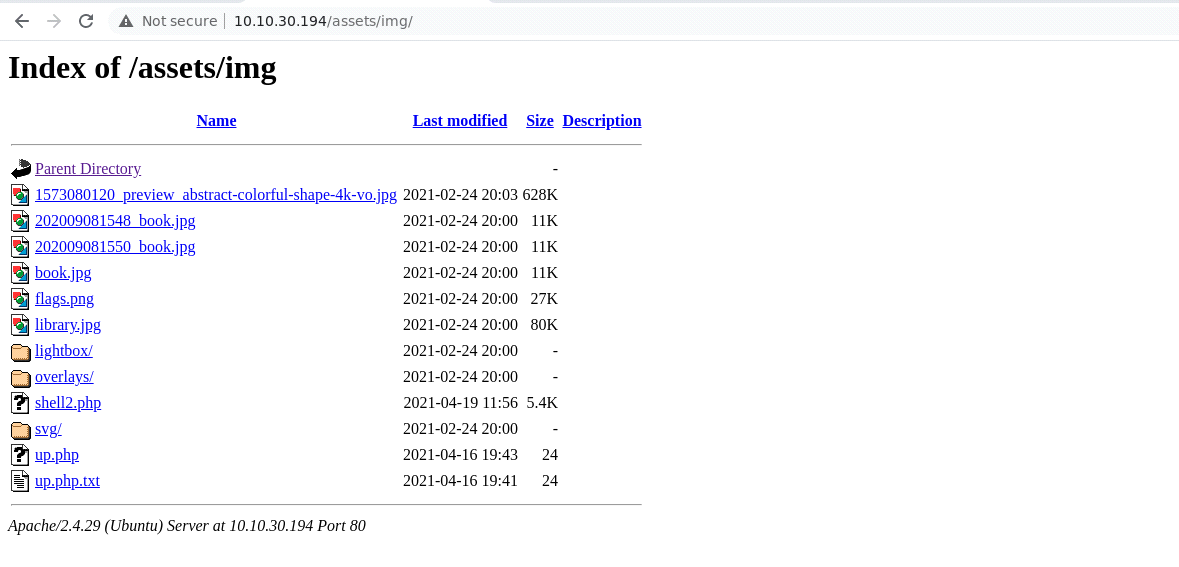 Not secure | 10.10.30.194/assets/img/
Index of /assets/img
Name Last modified Size Description
Parent Directory -
1573080120_preview_abstract-colorful-shape-4k-vo.jpg 2021-02-24 20:03 628K
202009081548_book.jpg 2021-02-24 20:00 11K
202009081550_book.jpg 2021-02-24 20:00 11K
book.jpg 2021-02-24 20:00 11K
flags.png 2021-02-24 20:00 27K
library.jpg 2021-02-24 20:00 80K
lightbox/ 2021-02-24 20:00 -
overlays/ 2021-02-24 20:00 -
shell2.php 2021-04-19 11:56 5.4K
svg/ 2021-02-24 20:00 -
up.php 2021-04-16 19:43 24
up.php.txt 2021-04-16 19:41 24
Apache/2.4.29 (Ubuntu) Server at 10.10.30.194 Port 80